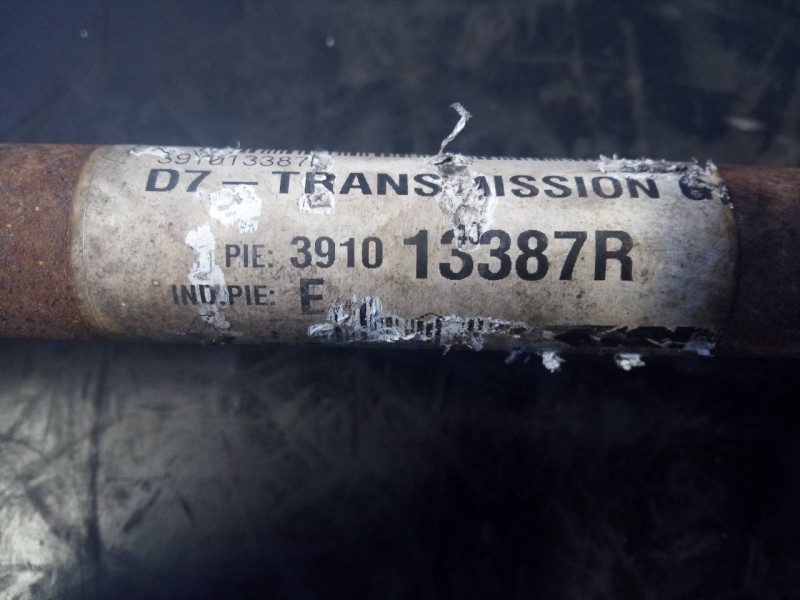 391013387R
D7 - TRANSMISSION G
PIE: 3910 13387R
IND.PIE: E